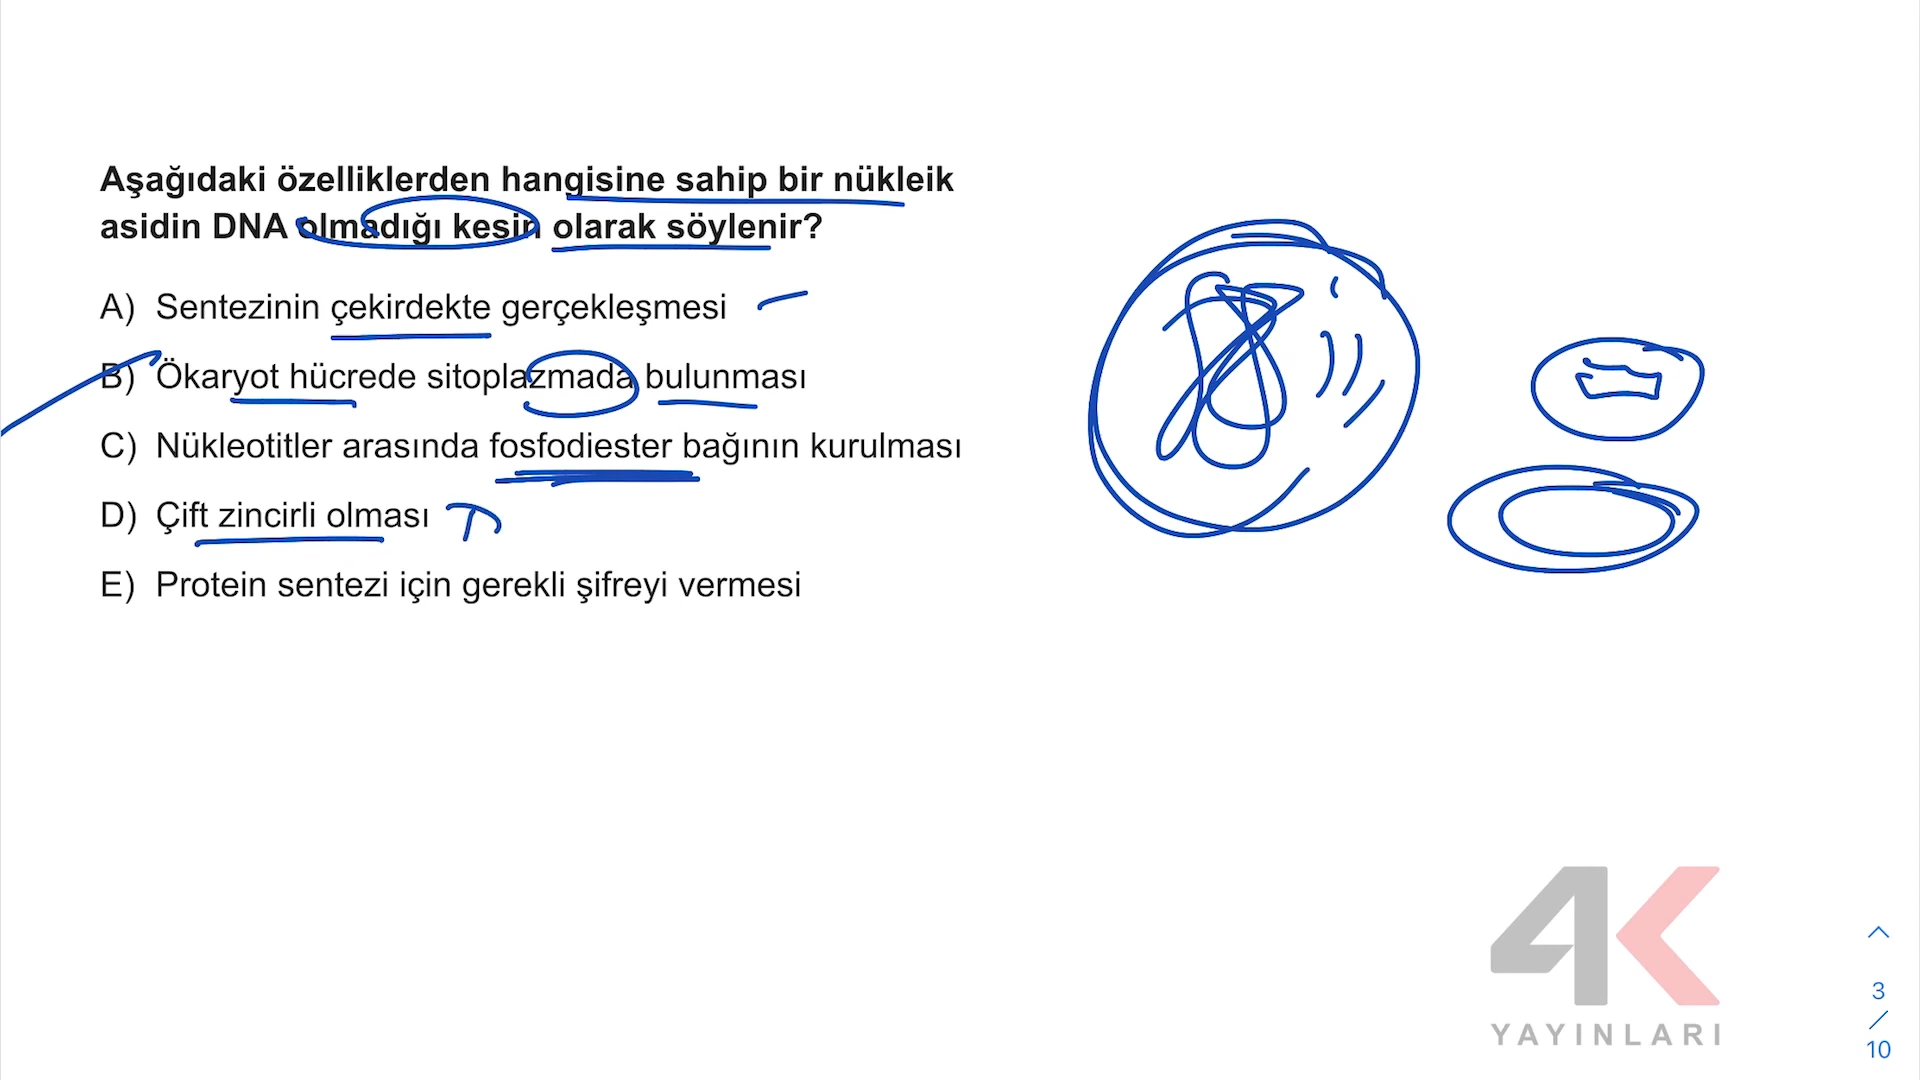 Aşağıdaki özelliklerden hangisine sahip bir nükleik
asidin DNA olmadığı kesin olarak söylenir?
A) Sentezinin çekirdekte gerçekleşmesi
B) Ökaryot hücrede sitoplazmada bulunması
C) Nükleotitler arasında fosfodiester bağının kurulması
D) Çift zincirli olması
E) Protein sentezi için gerekli şifreyi vermesi
4K
YAYINLARI
3
/
10